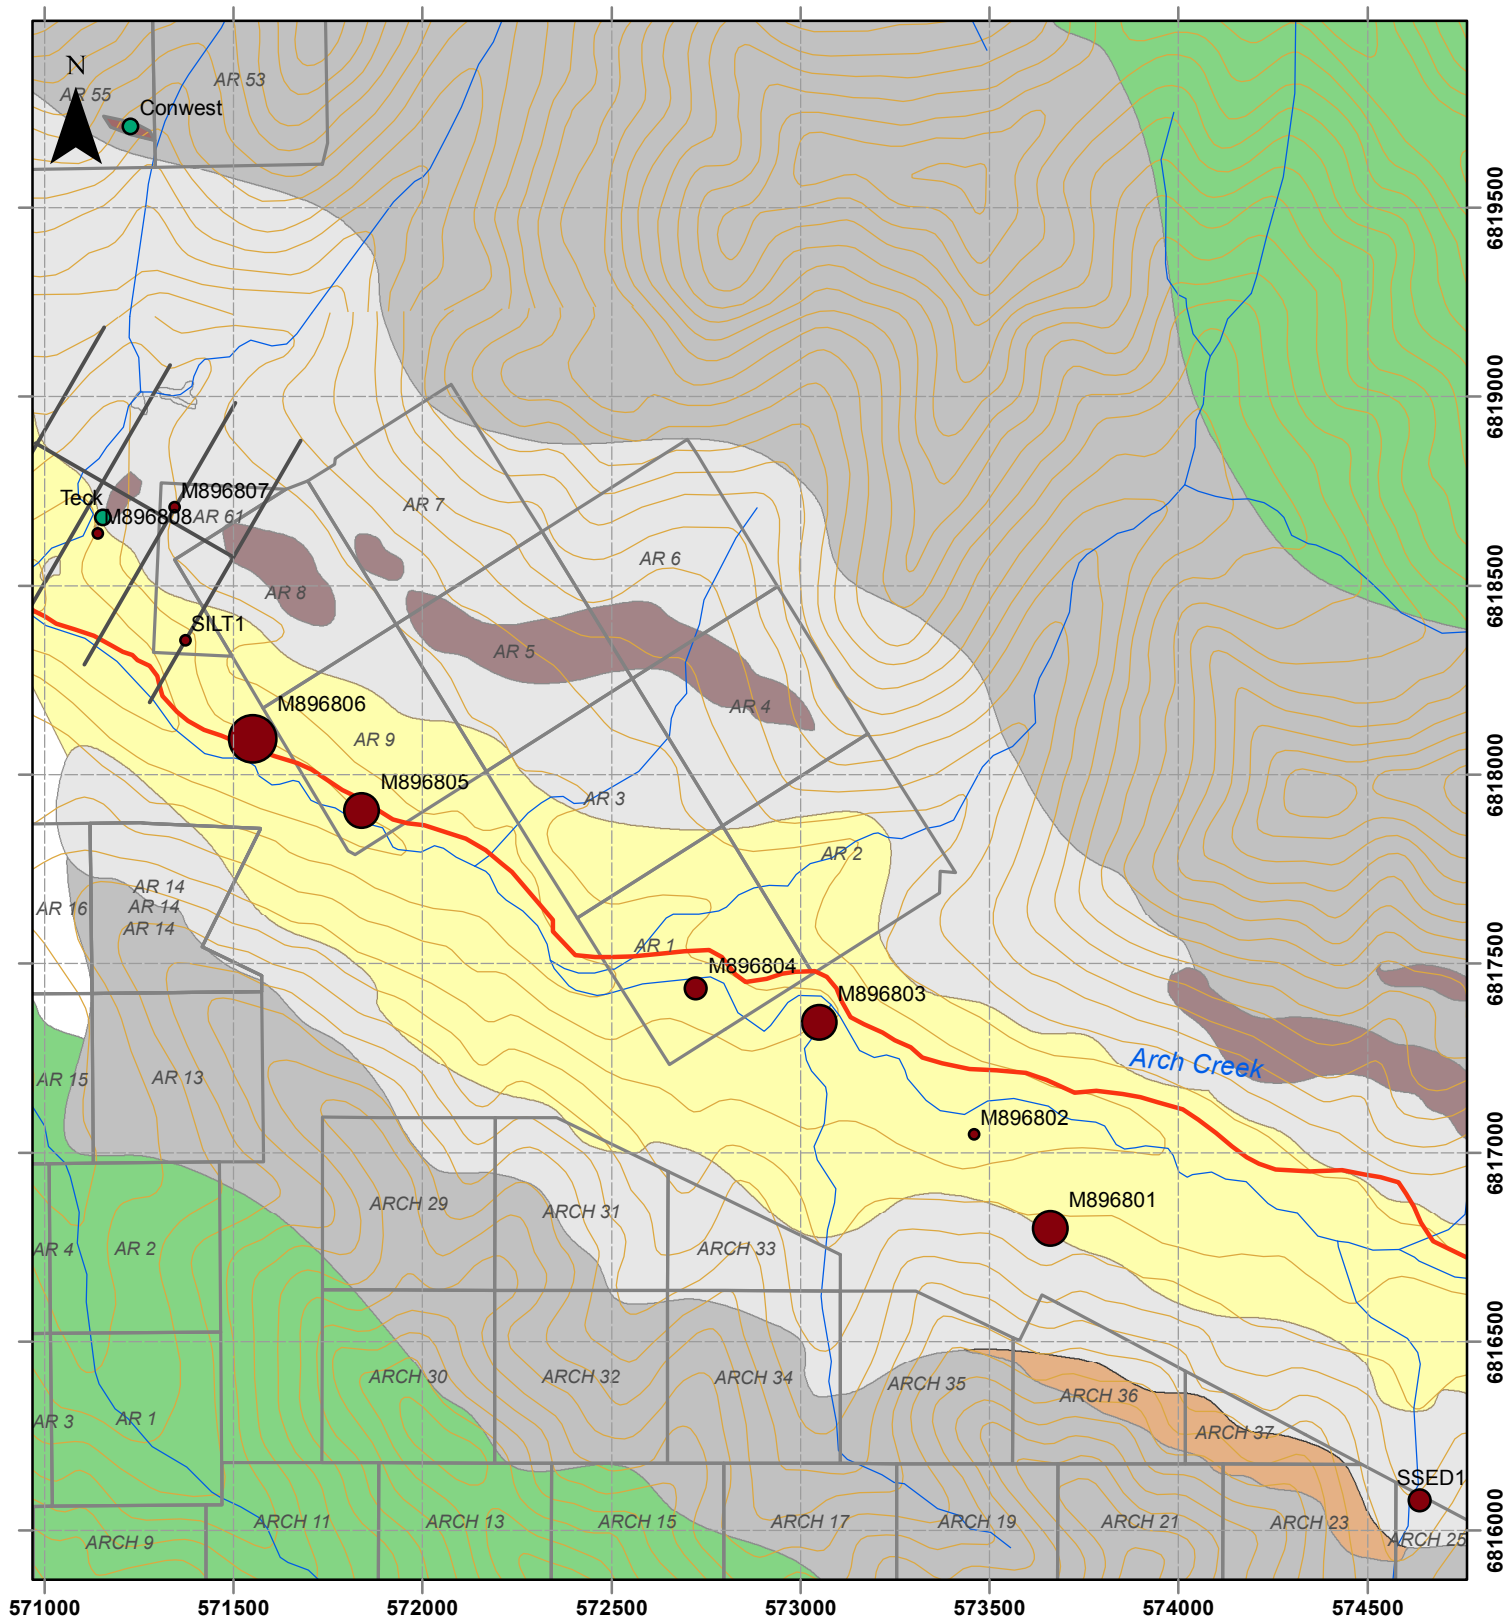 N
AR 53
AR 55
Conwest
6819500
6819000
Teck
M896807
M896808
AR 61
AR 7
AR 6
6818500
AR 8
SILT1
AR 5
M896806
AR 4
AR 9
6818000
M896805
AR 3
AR 2
AR 14
AR 16
AR 14
AR 14
AR 1
M896804
6817500
M896803
Arch Creek
AR 15
AR 13
M896802
6817000
ARCH 29
ARCH 31
M896801
AR 4
AR 2
ARCH 33
6816500
ARCH 30
ARCH 32
ARCH 34
ARCH 35
ARCH 36
AR 3
AR 1
ARCH 37
SSED1
ARCH 9
ARCH 11
ARCH 13
ARCH 15
ARCH 17
ARCH 19
ARCH 21
ARCH 23
ARCH 25
6816000
571000
571500
572000
572500
573000
573500
574000
574500